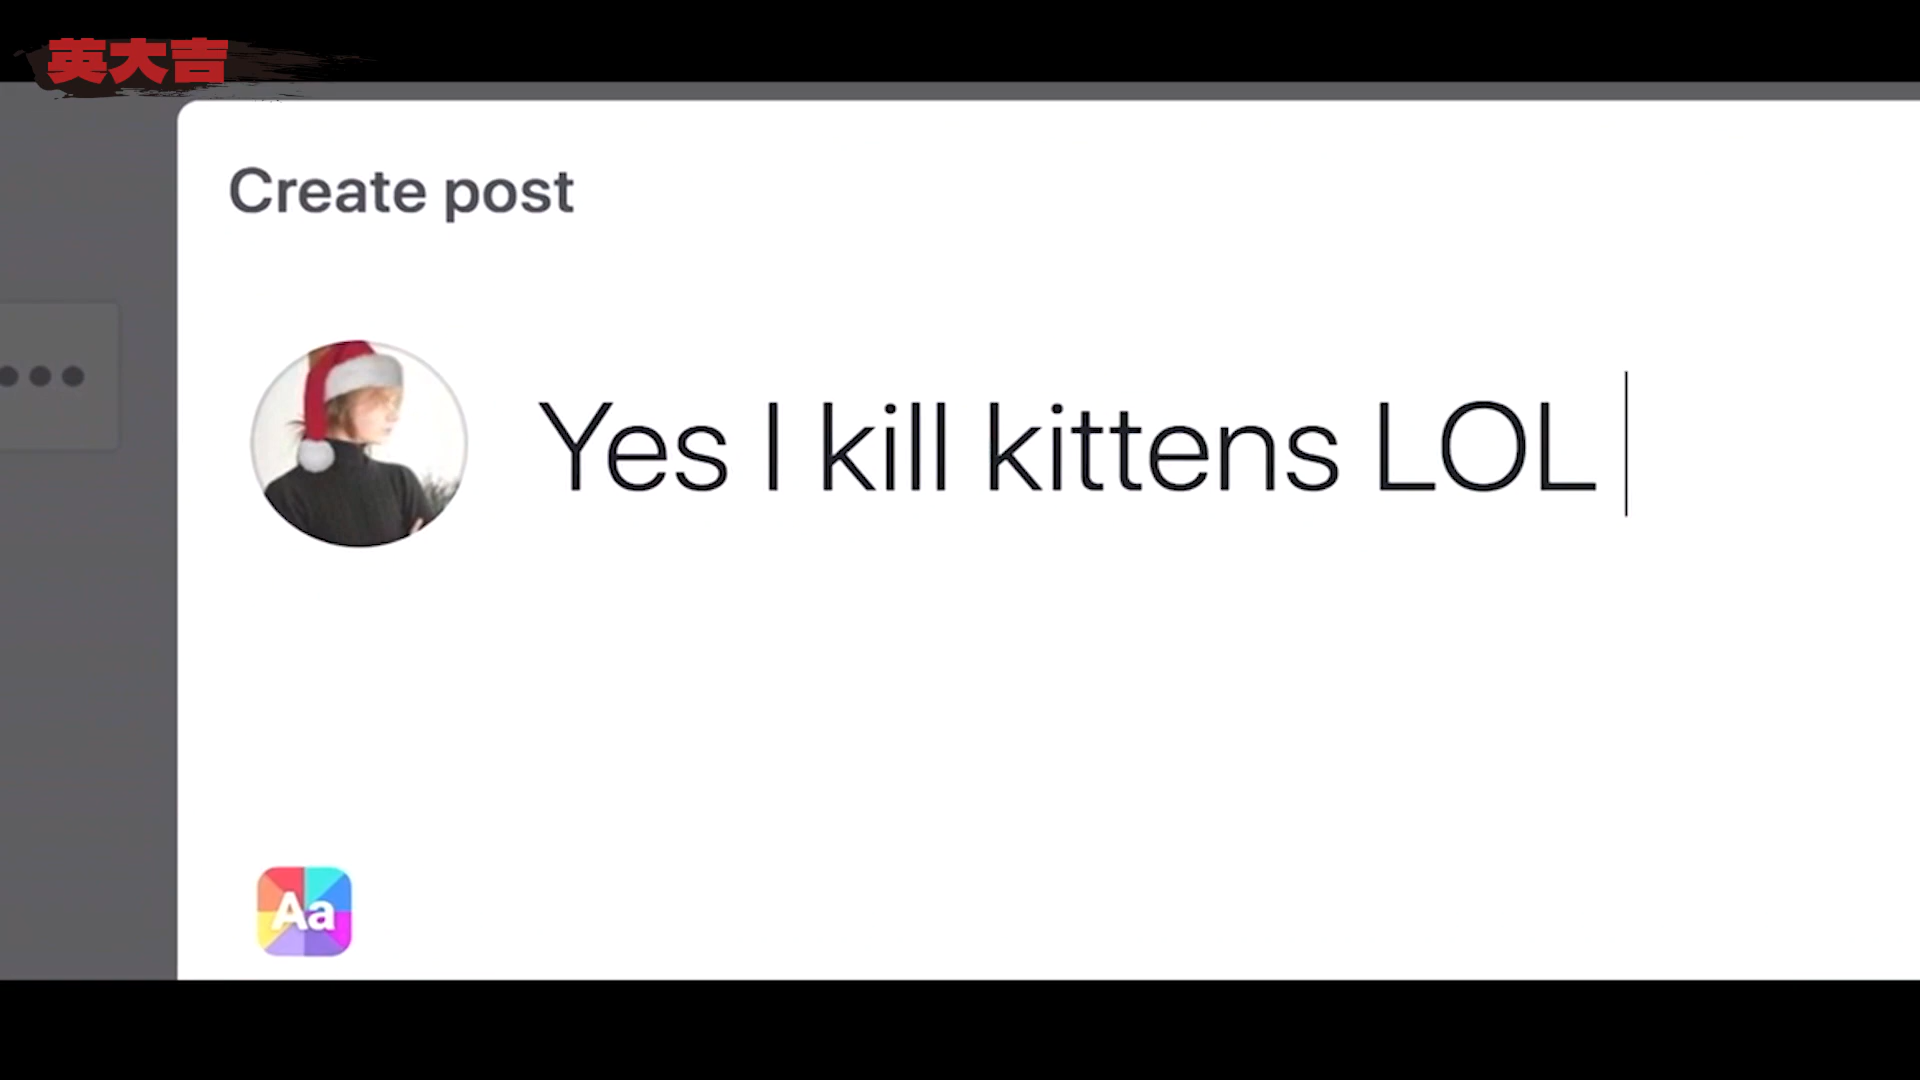 英大吉
Create post
Yes I kill kittens LOL
Aa